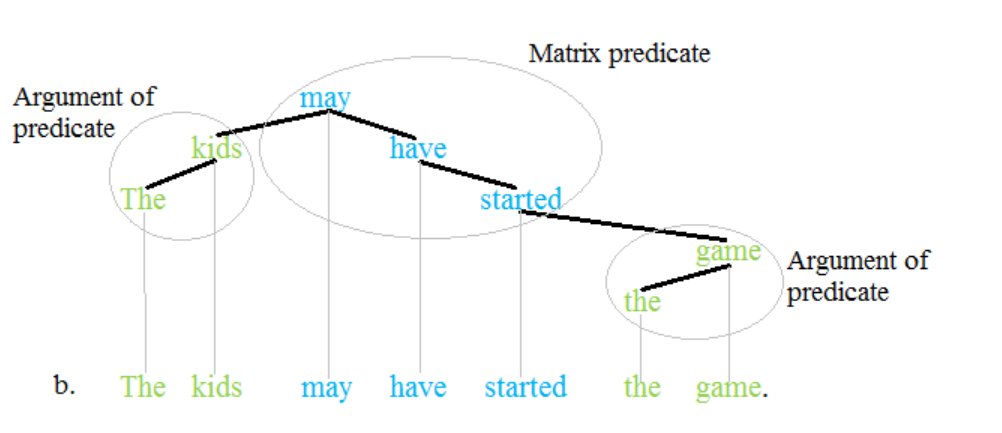 Matrix predicate
Argument of
predicate
may
kids
have
The
started
game
the
Argument of
predicate
b. The kids may have started the game.